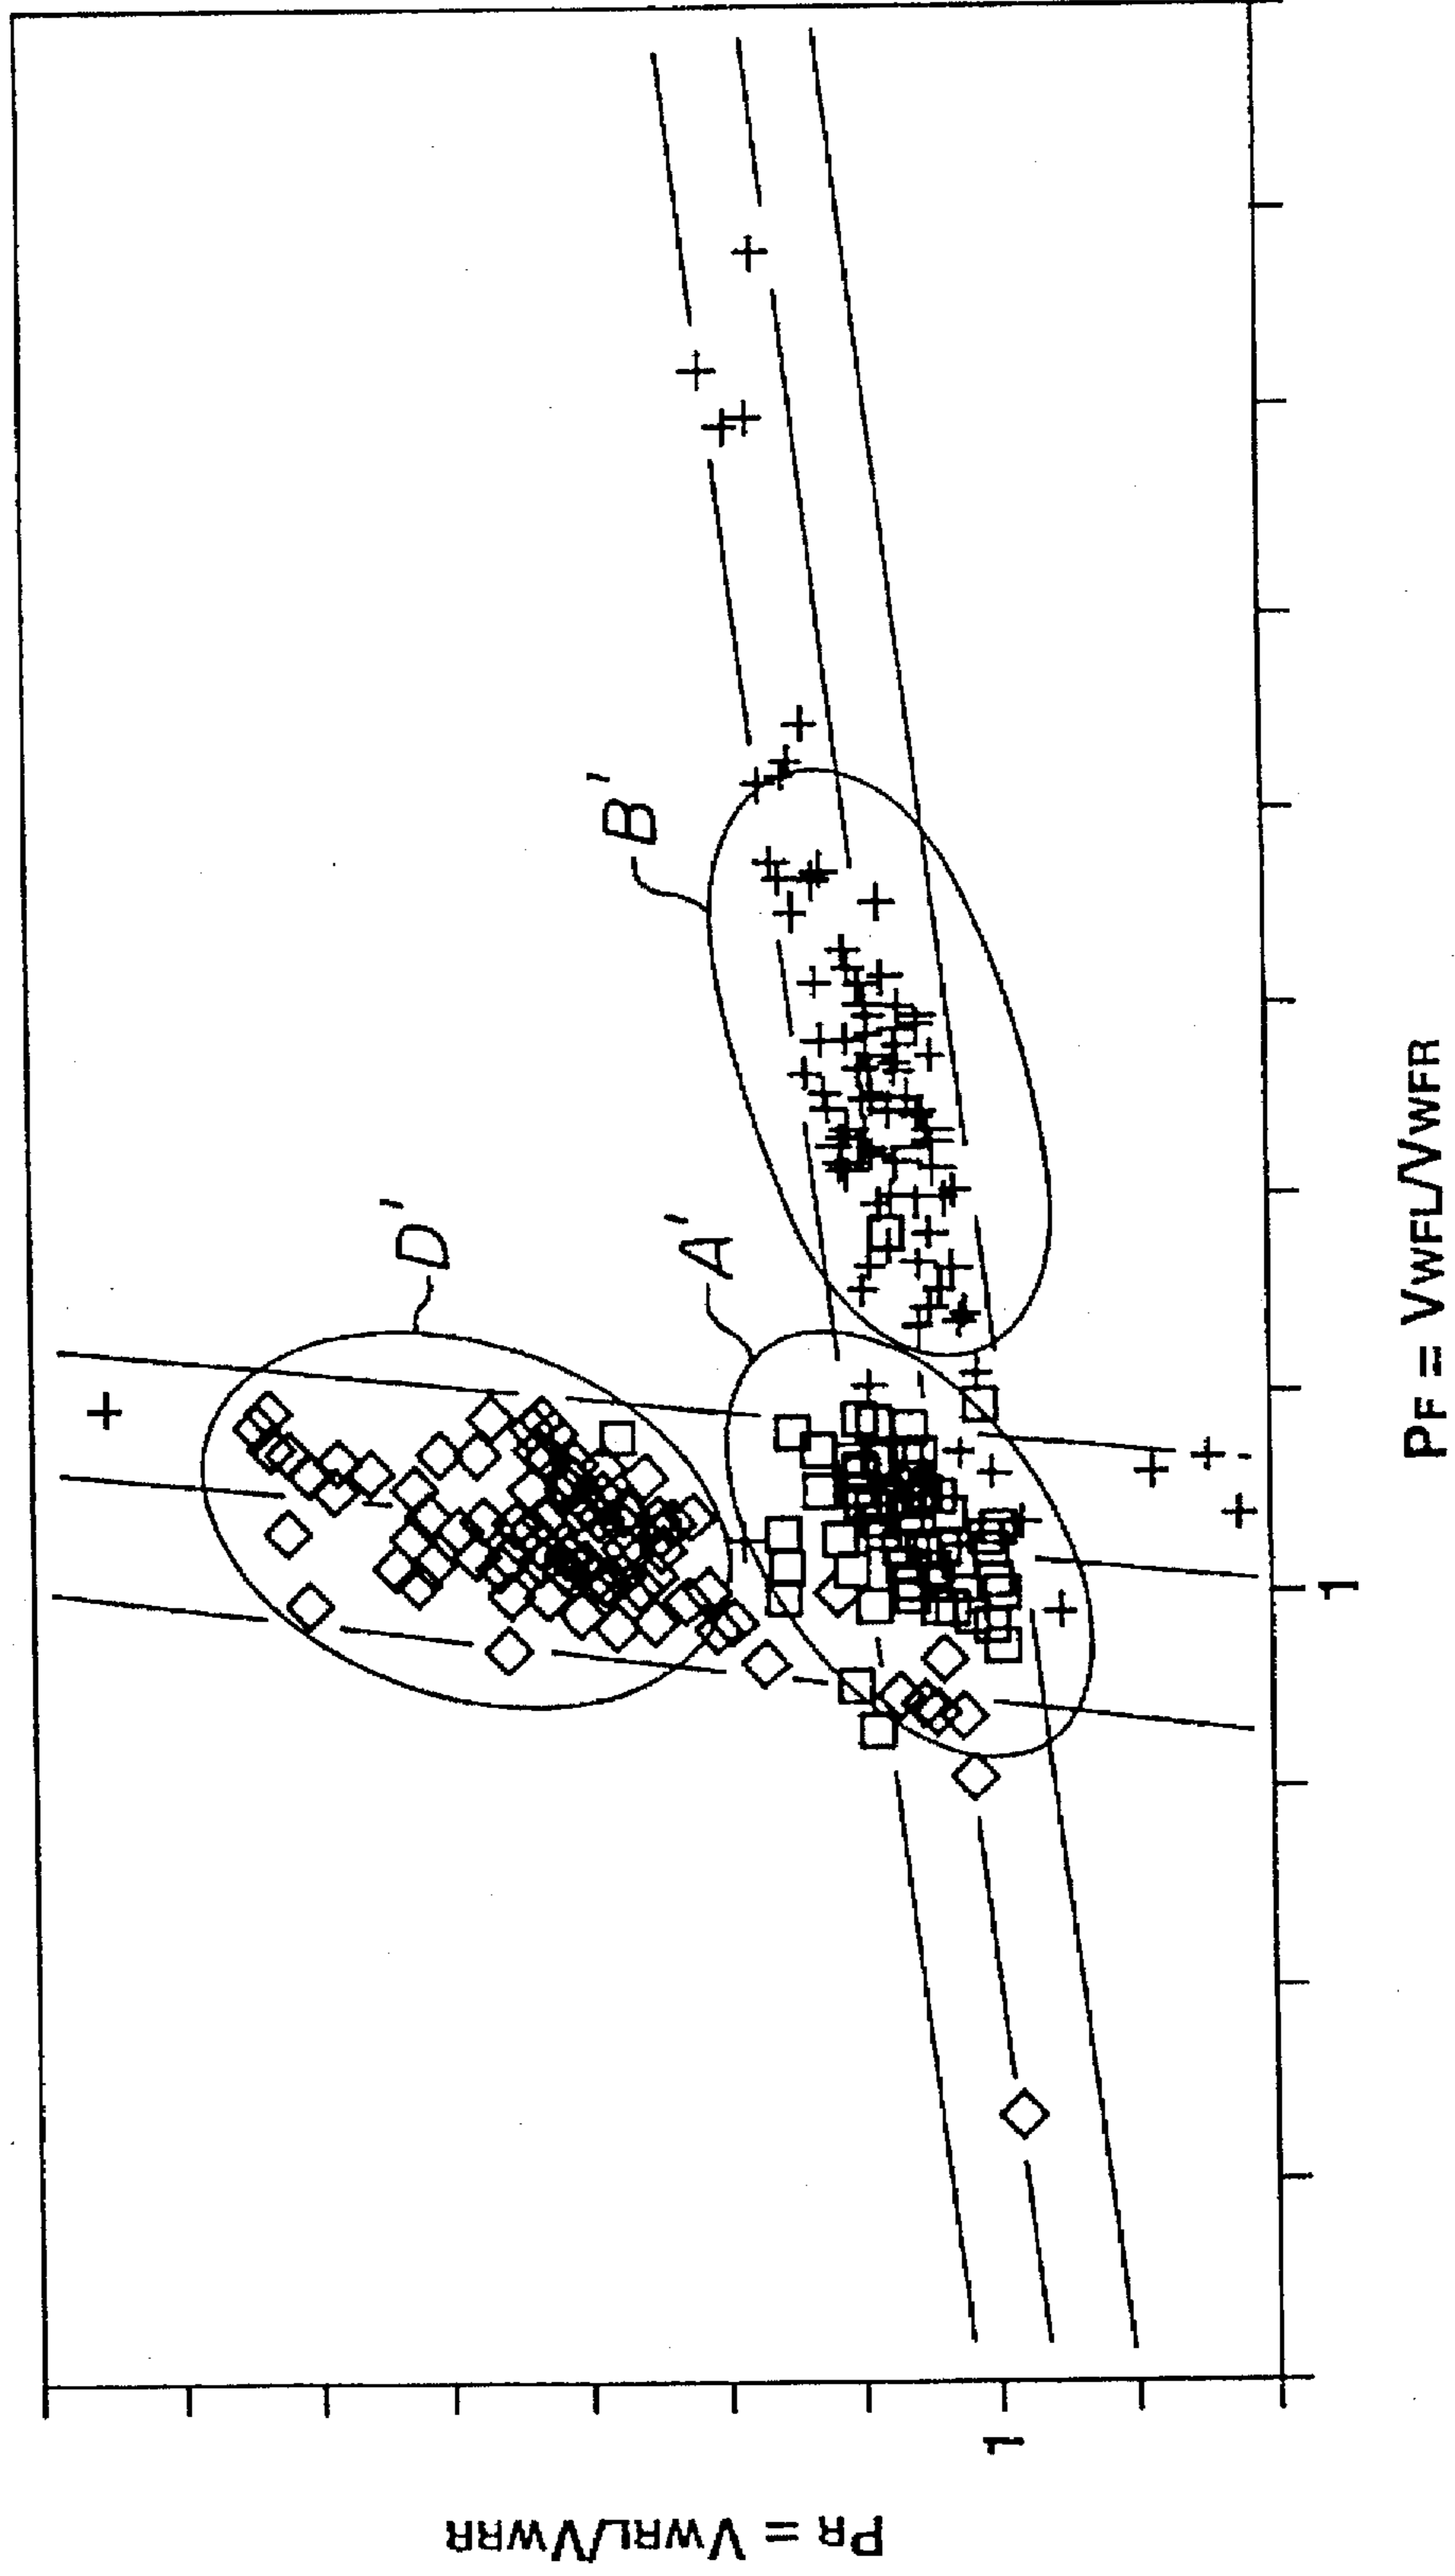 D'
A'
B'
1
1
PR = VWRL/VWRR
PF = VWFL/VWFR